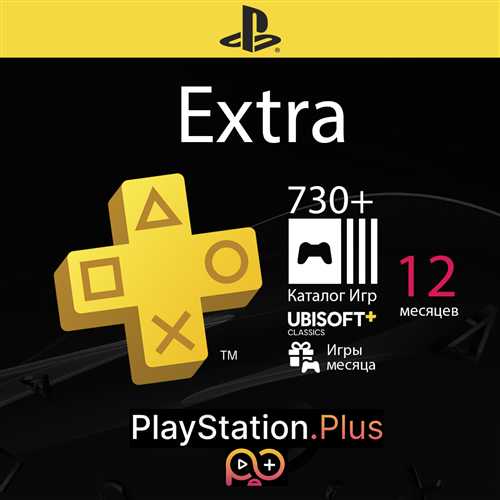 Extra
730+
Каталог Игр
UBISOFT+
CLASSICS
Игры
месяца
12
месяцев
TM
PlayStation.Plus